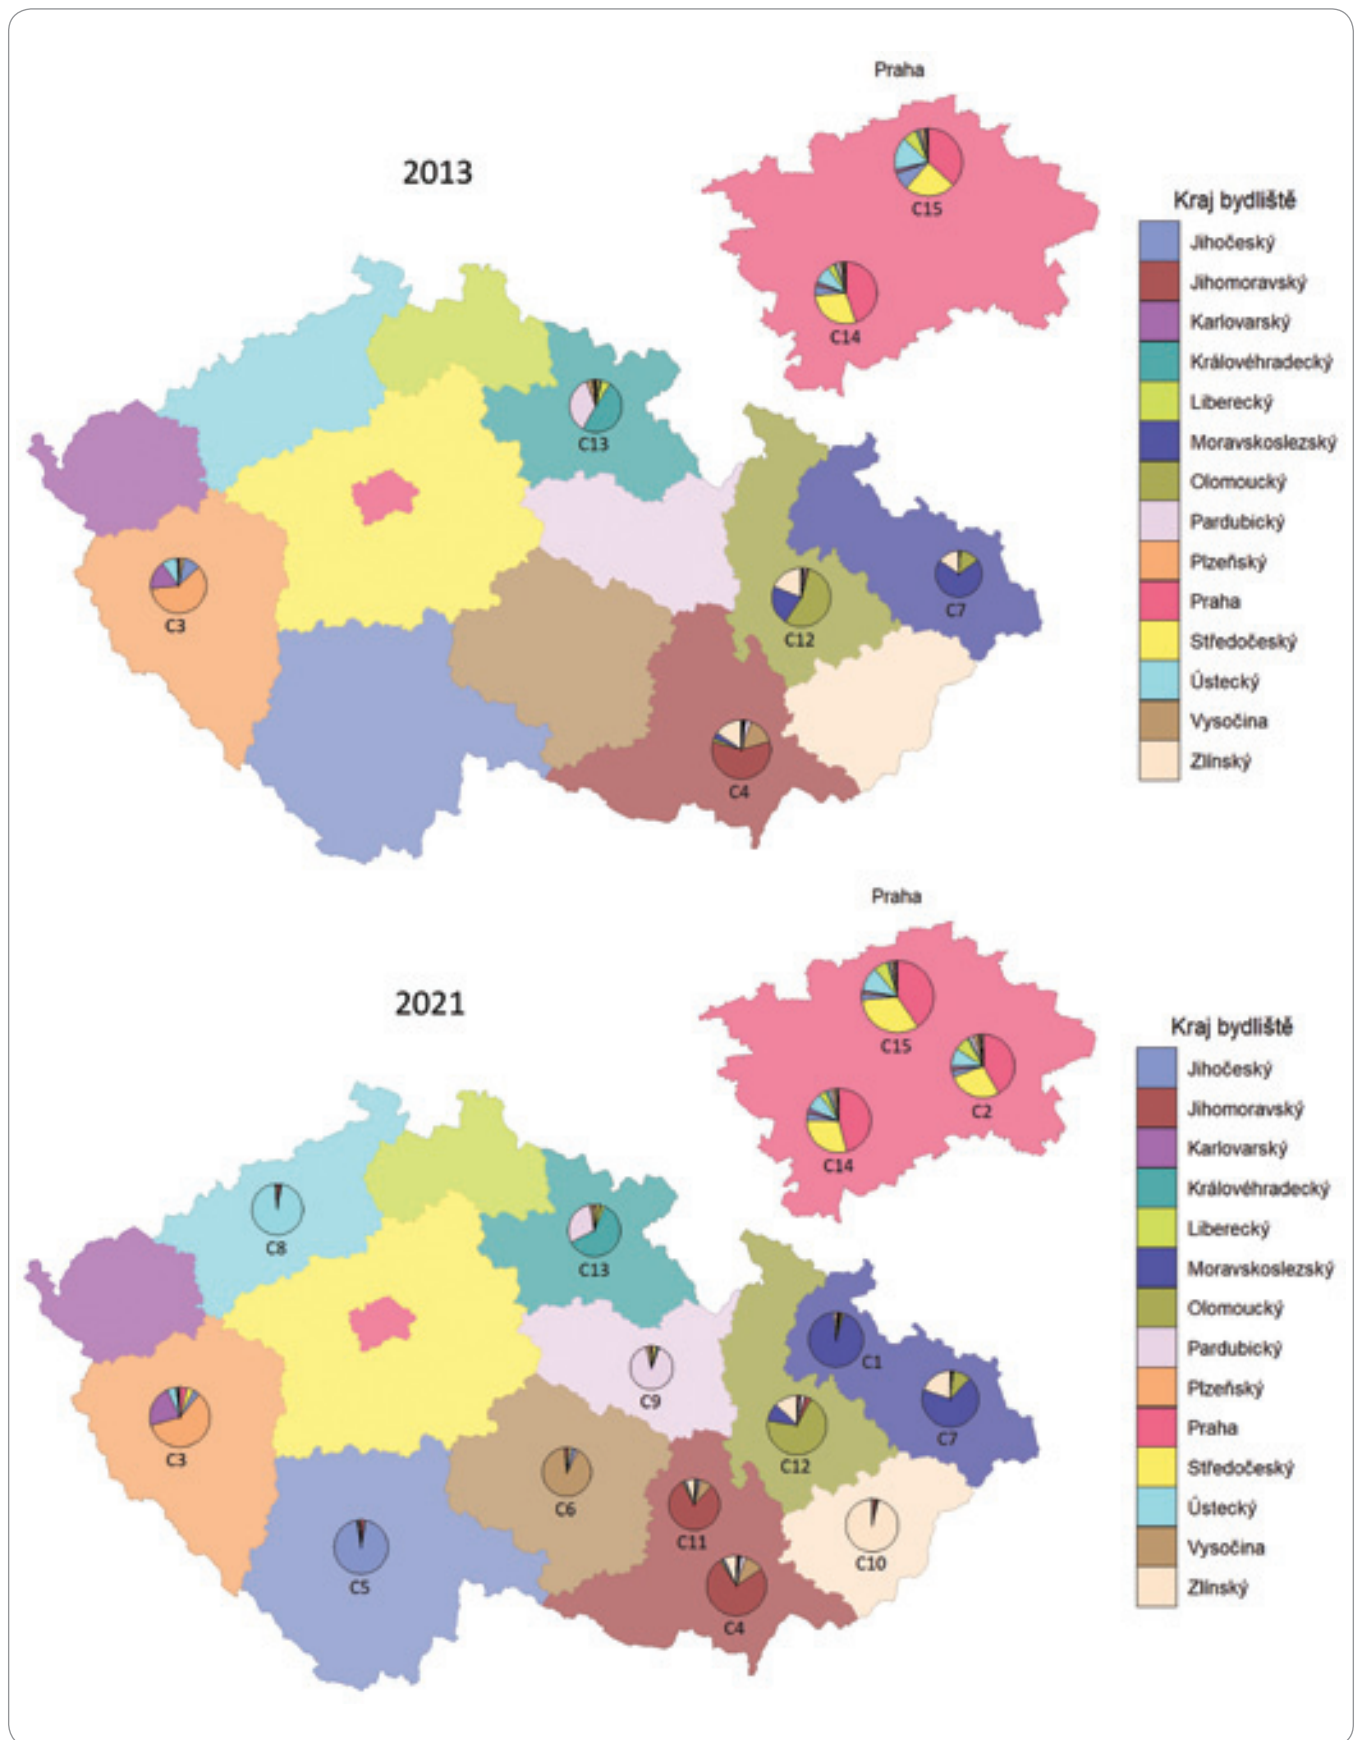 Praha
2013
C15
C14
C13
C3
C12
C7
C4
Kraj bydliště
Jihočeský
Jihomoravský
Karlovarský
Královéhradecký
Liberecký
Moravskoslezský
Olomoucký
Pardubický
Plzeňský
Praha
Středočeský
Ústecký
Vysočina
Zlínský
Praha
2021
C15
C2
C14
C8
C13
C1
C9
C7
C3
C12
C6
C11
C10
C5
C4
Kraj bydliště
Jihočeský
Jihomoravský
Karlovarský
Královéhradecký
Liberecký
Moravskoslezský
Olomoucký
Pardubický
Plzeňský
Praha
Středočeský
Ústecký
Vysočina
Zlínský